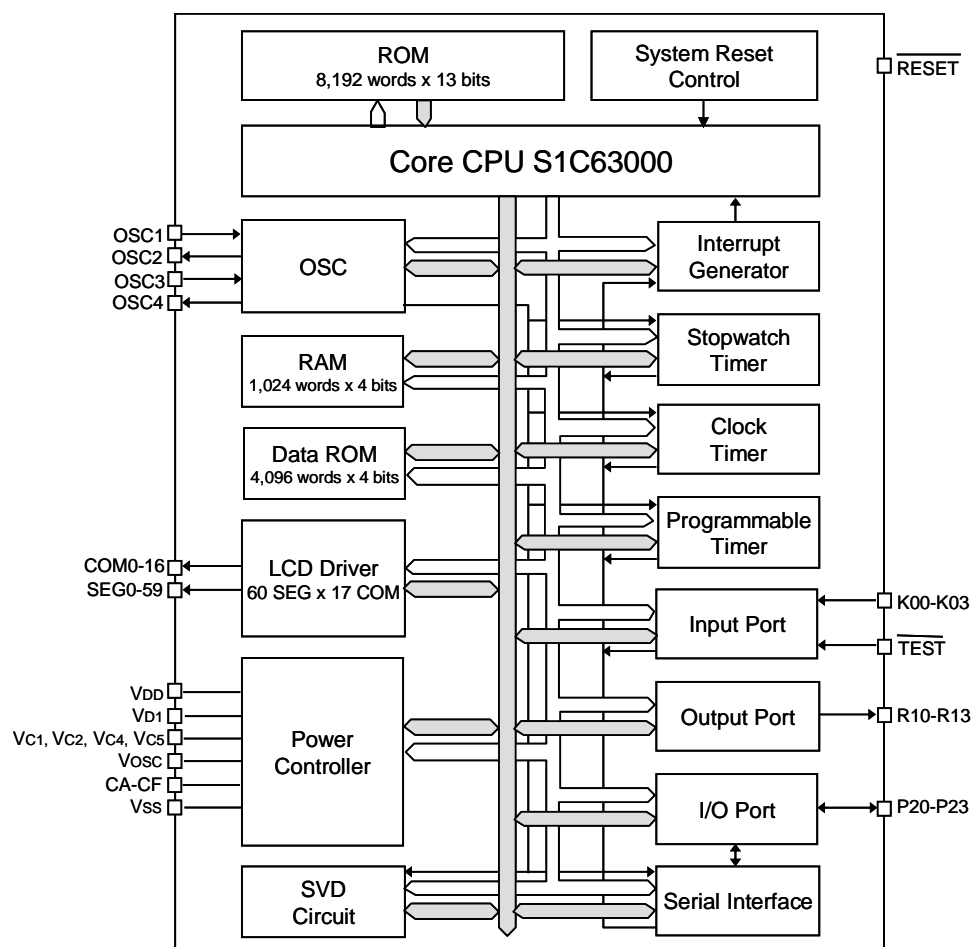 ROM
8,192 words x 13 bits
System Reset
Control
RESET
Core CPU S1C63000
OSC1
OSC2
OSC3
OSC4
OSC
Interrupt
Generator
RAM
1,024 words x 4 bits
Stopwatch
Timer
Data ROM
4,096 words x 4 bits
Clock
Timer
Programmable
Timer
COM0-16
SEG0-59
LCD Driver
60 SEG x 17 COM
Input Port
K00-K03
TEST
VDD
VD1
VC1, VC2, VC4, VC5
VOSC
CA-CF
VSS
Power
Controller
Output Port
R10-R13
I/O Port
P20-P23
SVD
Circuit
Serial Interface